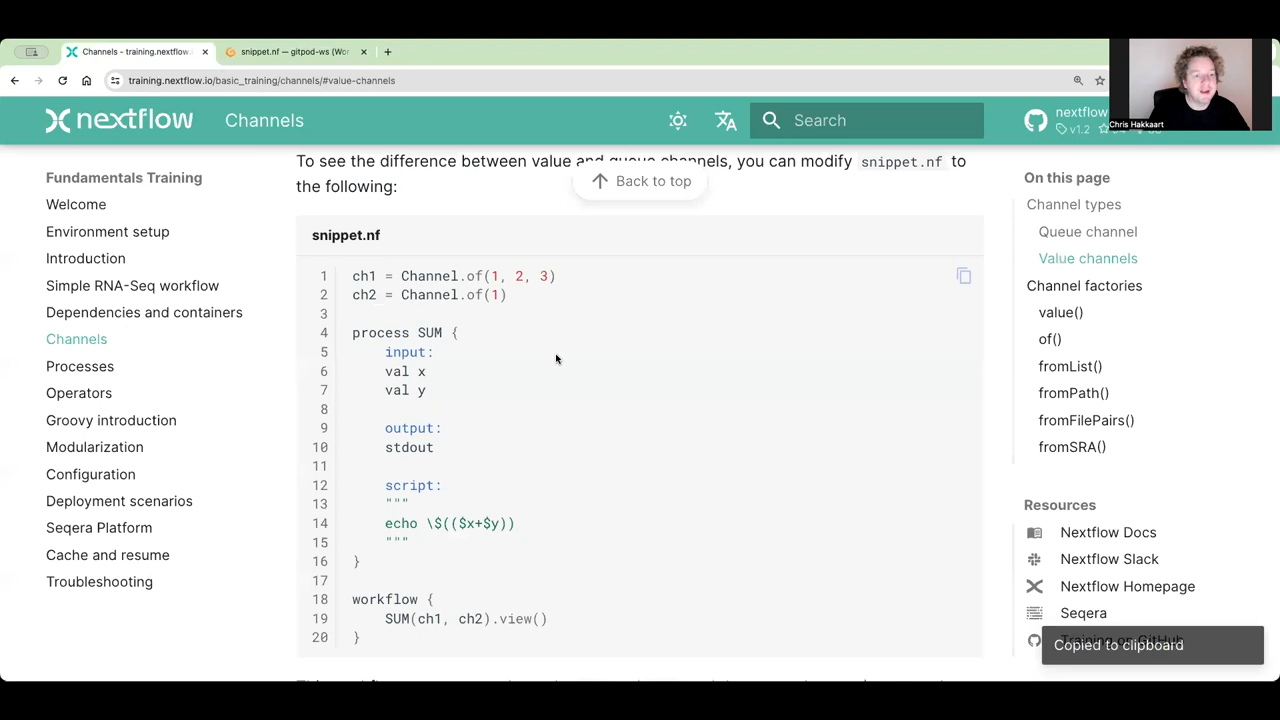 Channels - training.nextflow.
snippet.nf — gitpod-ws (Wor
training.nextflow.io/basic_training/channels/#value-channels
nextflow
Channels
Search
nextflow
v1.2
Chris Hakkaart
Fundamentals Training
Welcome
Environment setup
Introduction
Simple RNA-Seq workflow
Dependencies and containers
Channels
Processes
Operators
Groovy introduction
Modularization
Configuration
Deployment scenarios
Seqera Platform
Cache and resume
Troubleshooting
To see the difference between value and queue channels, you can modify snippet.nf to
the following:
Back to top
snippet.nf
1 ch1 = Channel.of(1, 2, 3)
2 ch2 = Channel.of(1)
3
4 process SUM {
5     input:
6     val x
7     val y
8
9     output:
10     stdout
11
12     script:
13     """
14     echo \$(($x+$y))
15     """
16 }
17
18 workflow {
19     SUM(ch1, ch2).view()
20 }
On this page
Channel types
Queue channel
Value channels
Channel factories
value()
of()
fromList()
fromPath()
fromFilePairs()
fromSRA()
Resources
Nextflow Docs
Nextflow Slack
Nextflow Homepage
Seqera
Training on GitHub
Copied to clipboard